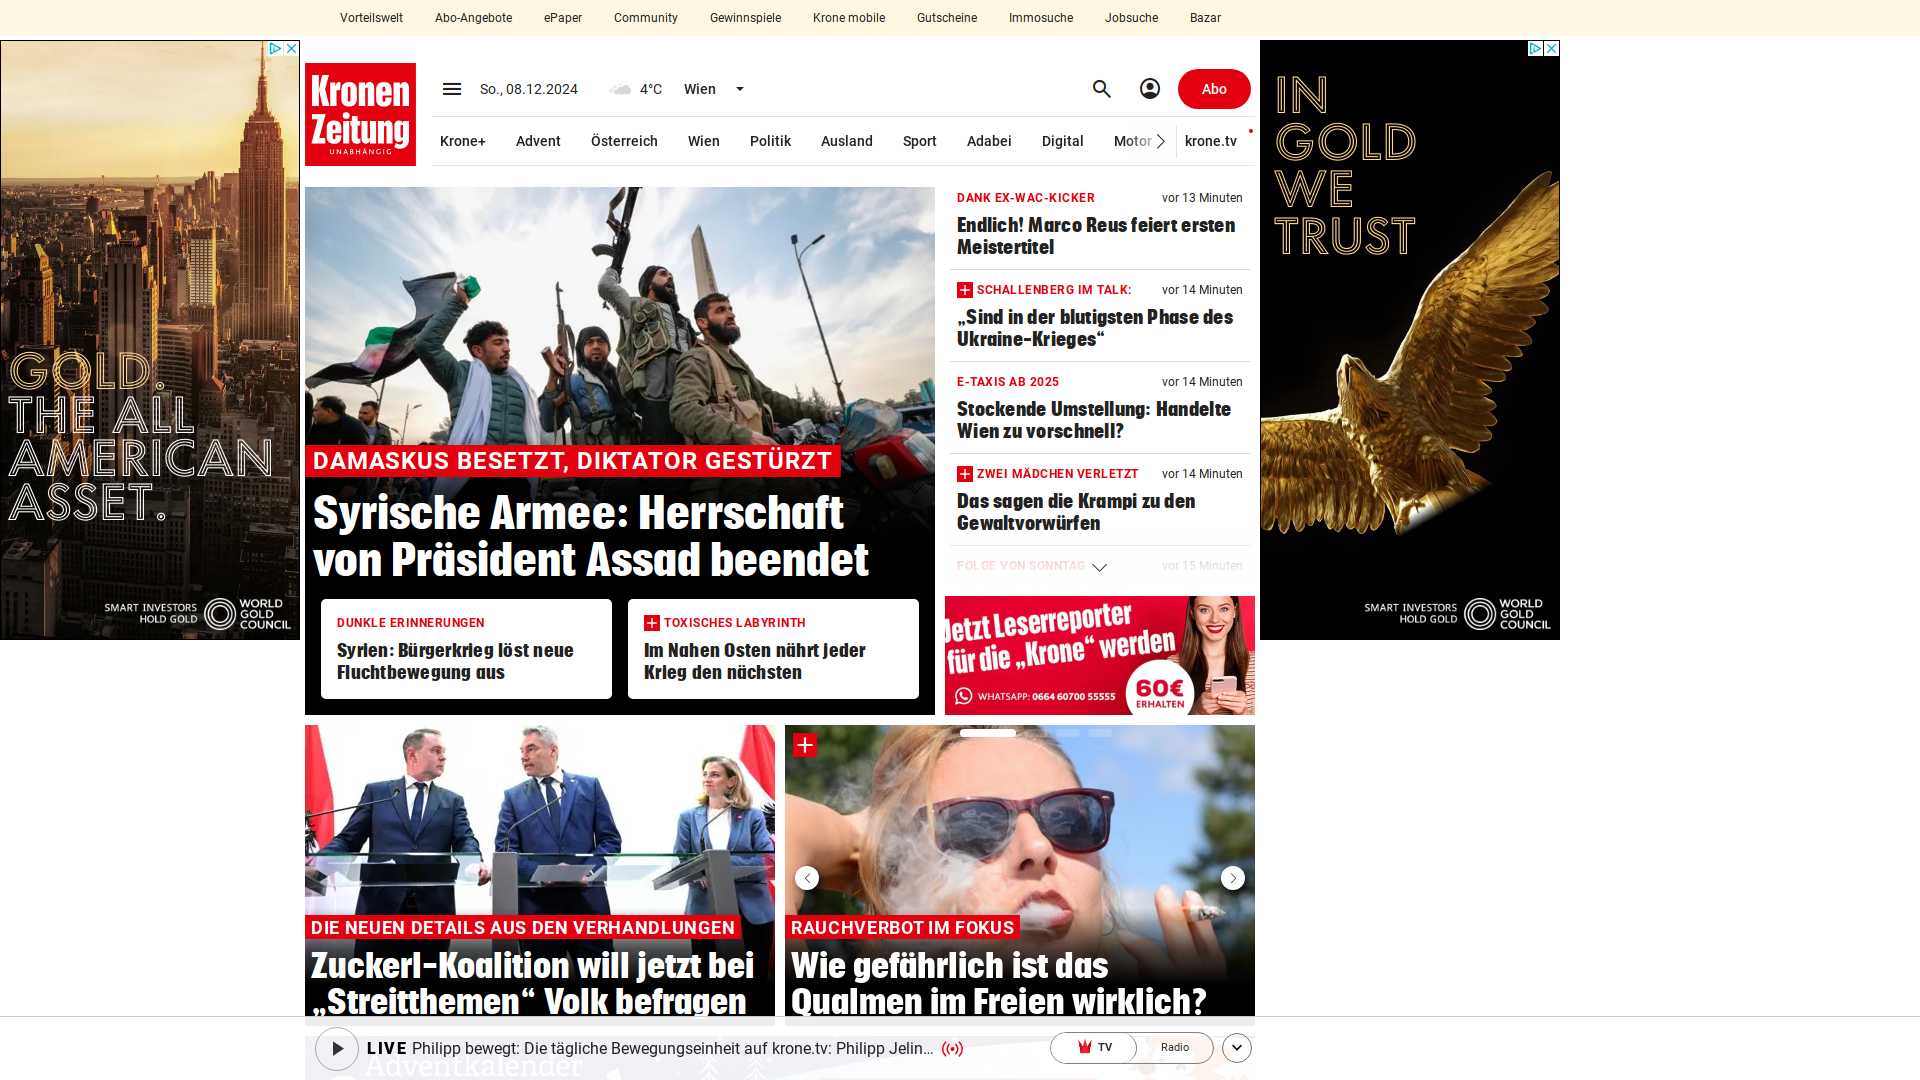 Vorteilswelt Abo-Angebote ePaper Community Gewinnspiele Krone mobile Gutscheine Immosuche Jobsuche Bazar
Kronen
Zeitung
UNABHÄNGIG
So., 08.12.2024 4°C Wien
Abo
Krone+ Advent Österreich Wien Politik Ausland Sport Adabei Digital Motor krone.tv
GOLD.
THE ALL
AMERICAN
ASSET.
SMART INVESTORS
HOLD GOLD
WORLD
GOLD
COUNCIL
DAMASKUS BESETZT, DIKTATOR GESTÜRZT
Syrische Armee: Herrschaft
von Präsident Assad beendet
DUNKLE ERINNERUNGEN
Syrien: Bürgerkrieg löst neue
Fluchtbewegung aus
TOXISCHES LABYRINTH
Im Nahen Osten nährt jeder
Krieg den nächsten
DANK EX-WAC-KICKER vor 13 Minuten
Endlich! Marco Reus feiert ersten
Meistertitel
SCHALLENBERG IM TALK: vor 14 Minuten
„Sind in der blutigsten Phase des
Ukraine-Krieges“
E-TAXIS AB 2025 vor 14 Minuten
Stockende Umstellung: Handelte
Wien zu vorschnell?
ZWEI MÄDCHEN VERLETZT vor 14 Minuten
Das sagen die Krampi zu den
Gewaltvorwürfen
FOLGE VON SONNTAG vor 15 Minuten
Jetzt Leserreporter
für die „Krone“ werden
WHATSAPP: 0664 60700 55555
60€
ERHALTEN
IN
GOLD
WE
TRUST
SMART INVESTORS
HOLD GOLD
WORLD
GOLD
COUNCIL
DIE NEUEN DETAILS AUS DEN VERHANDLUNGEN
Zuckerl-Koalition will jetzt bei
„Streitthemen“ Volk befragen
RAUCHVERBOT IM FOKUS
Wie gefährlich ist das
Qualmen im Freien wirklich?
LIVE Philipp bewegt: Die tägliche Bewegungseinheit auf krone.tv: Philipp Jelin...
TV
Radio
Adventkalender